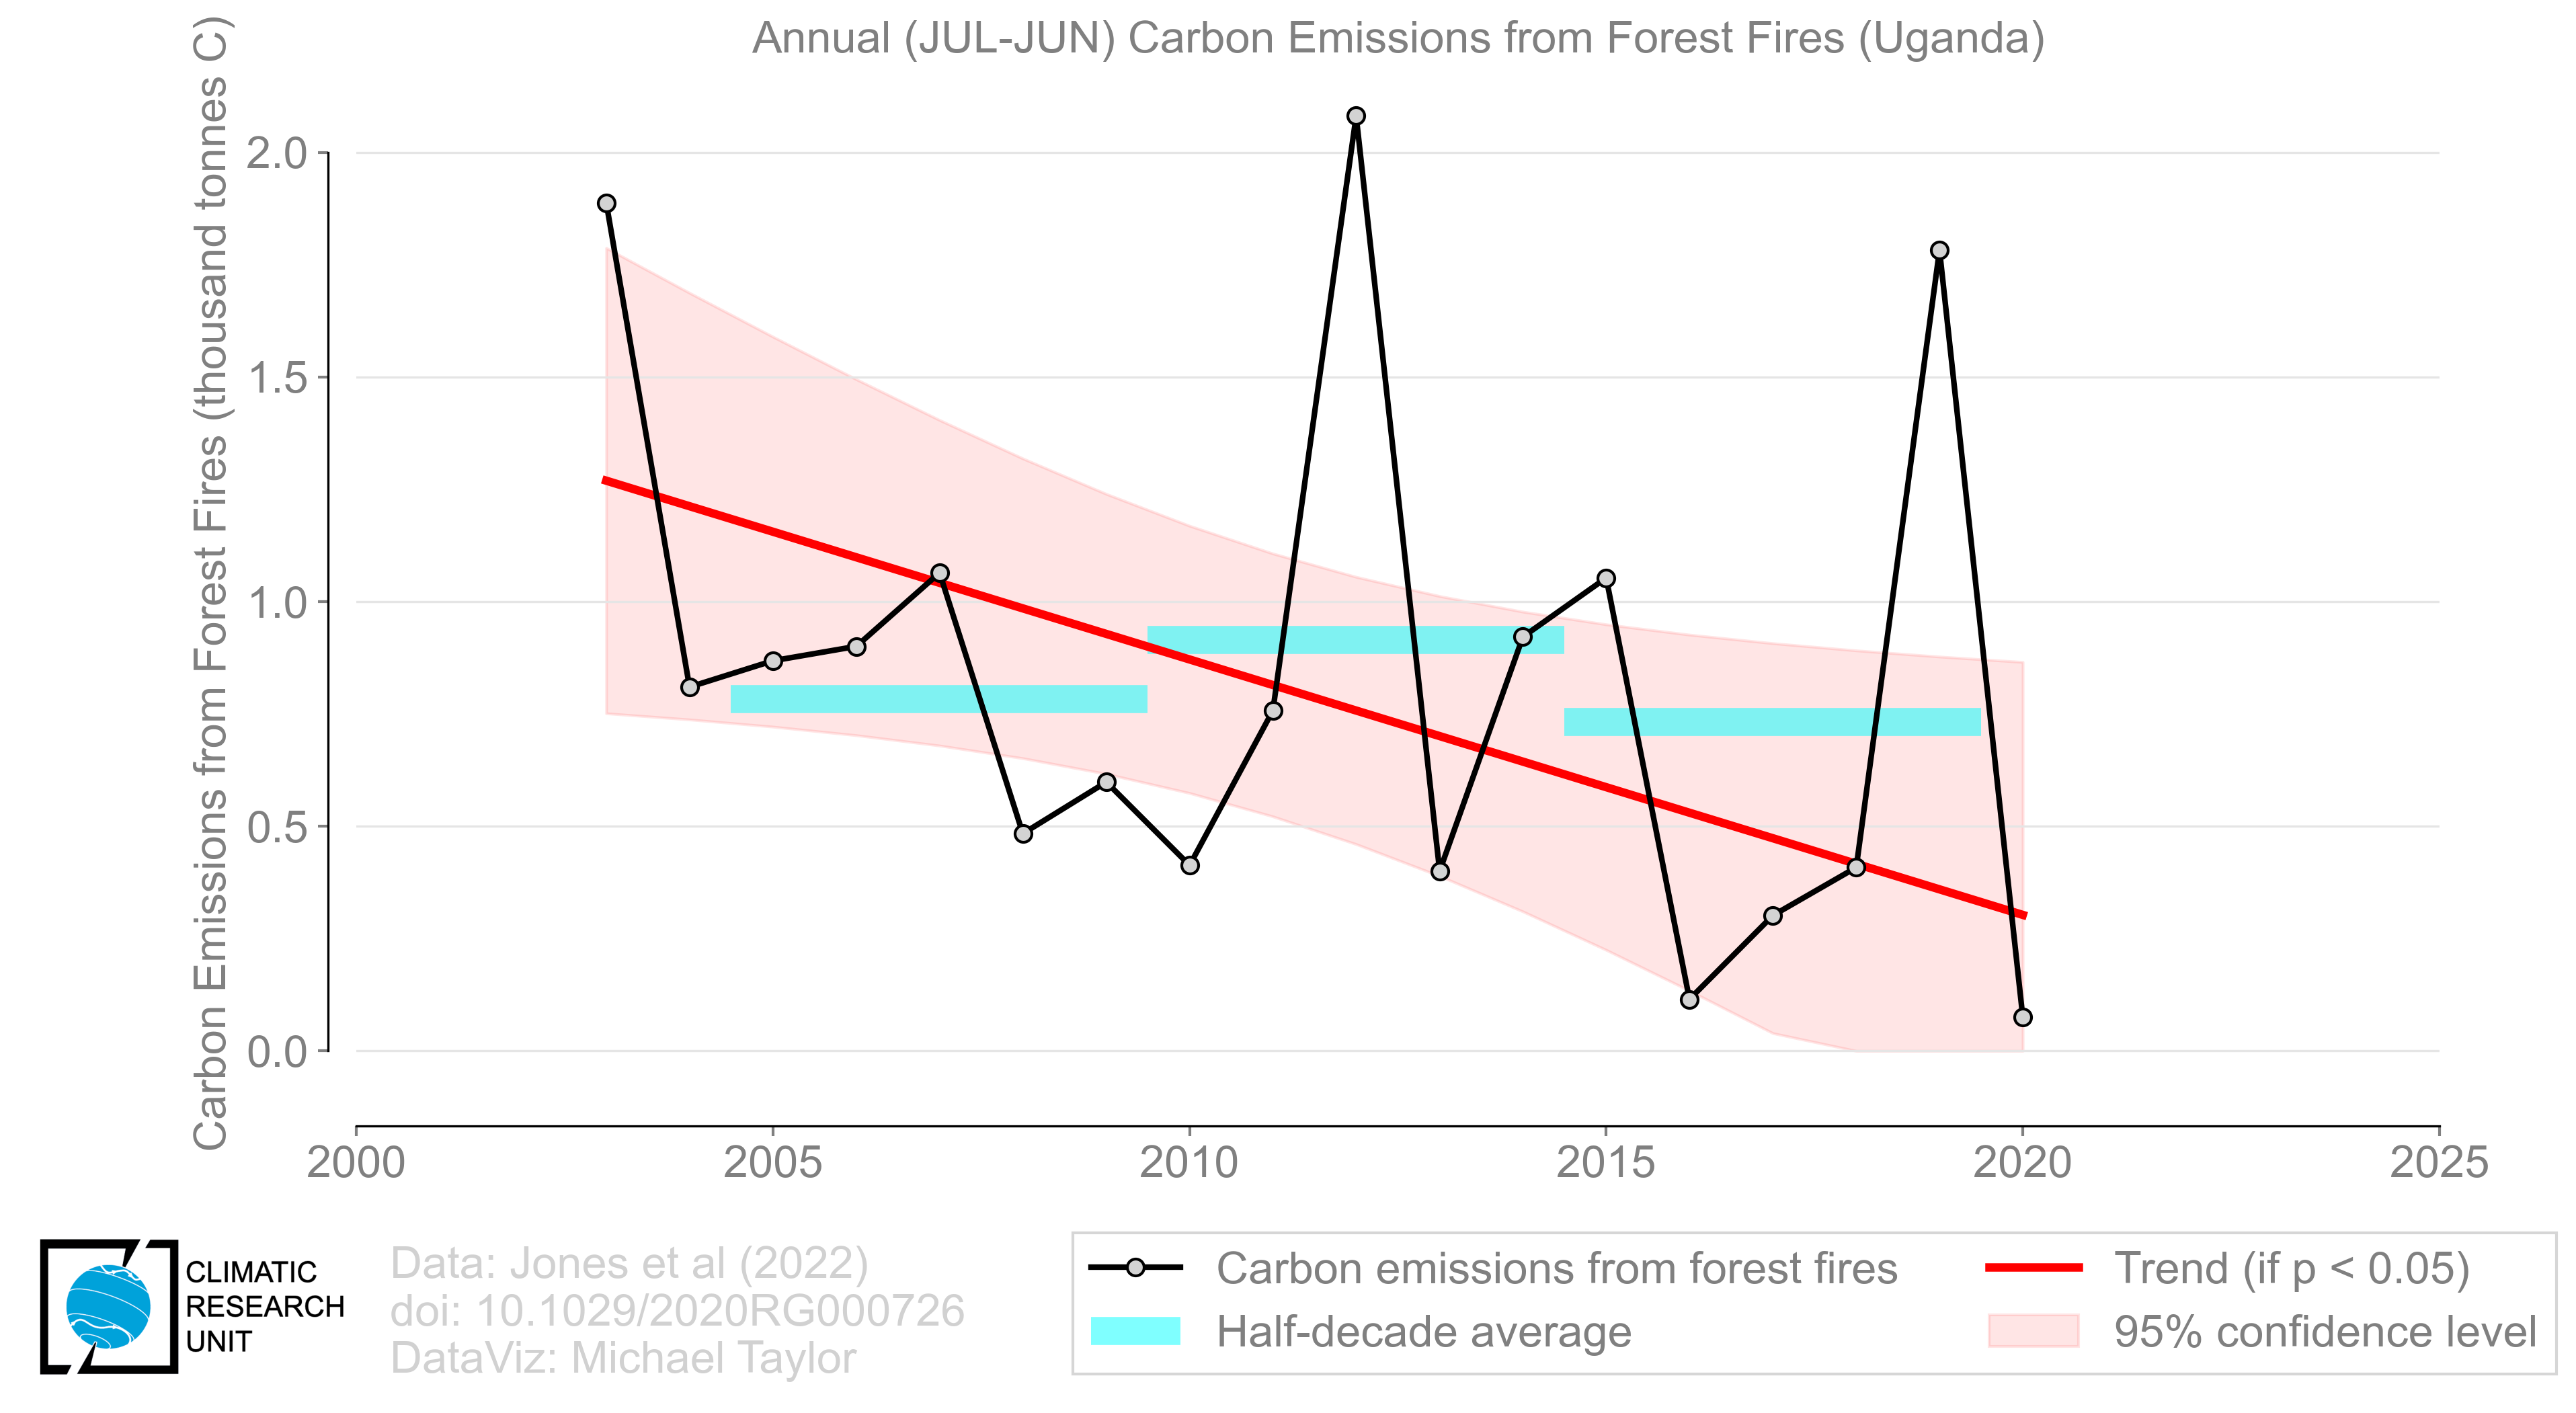 Annual (JUL-JUN) Carbon Emissions from Forest Fires (Uganda)
Carbon Emissions from Forest Fires (thousand tonnes C)
2.0
1.5
1.0
0.5
0.0
2000 2005 2010 2015 2020 2025
CLIMATIC
RESEARCH
UNIT
Data: Jones et al (2022)
doi: 10.1029/2020RG000726
DataViz: Michael Taylor
Carbon emissions from forest fires
Half-decade average
Trend (if p < 0.05)
95% confidence level